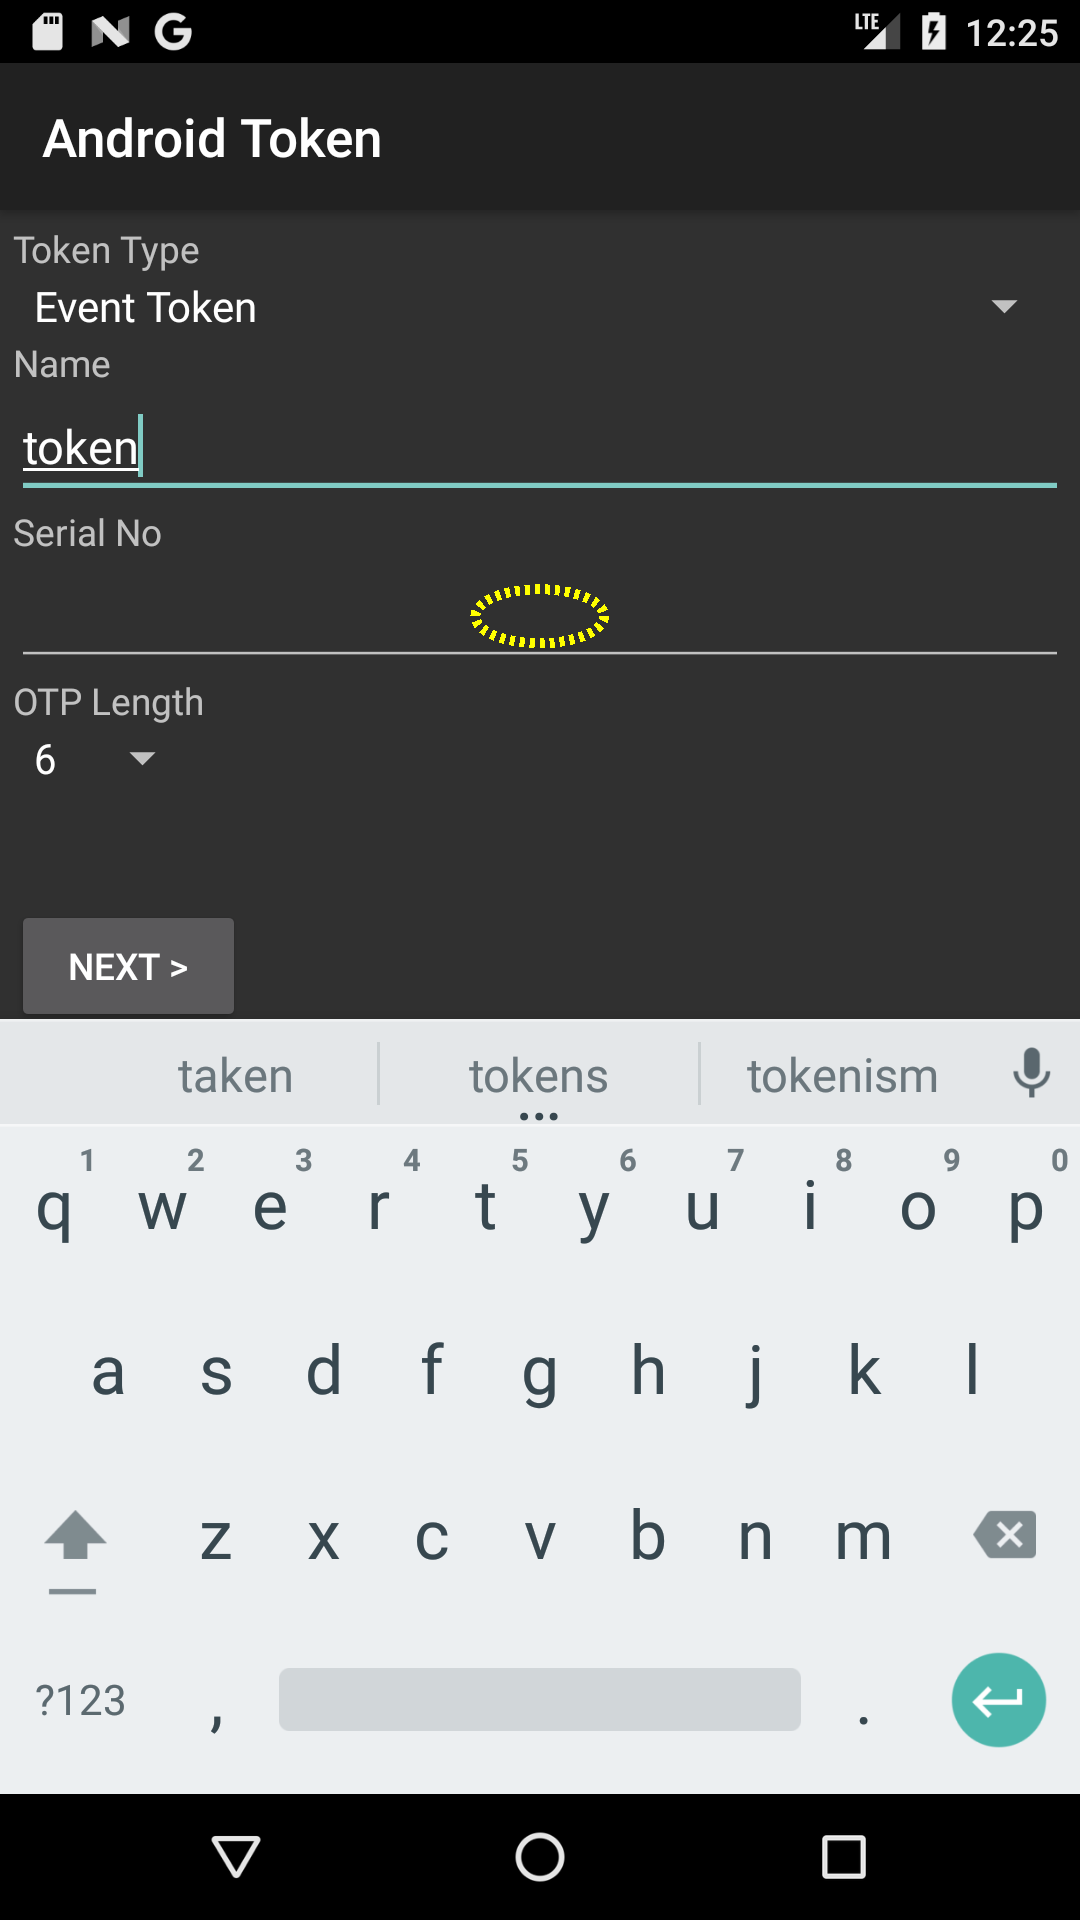 LTE 12:25
Android Token
Token Type
Event Token
Name
token
Serial No
OTP Length
6
NEXT >
taken tokens tokenism
1 2 3 4 5 6 7 8 9 0
q w e r t y u i o p
a s d f g h j k l
z x c v b n m
?123 , .